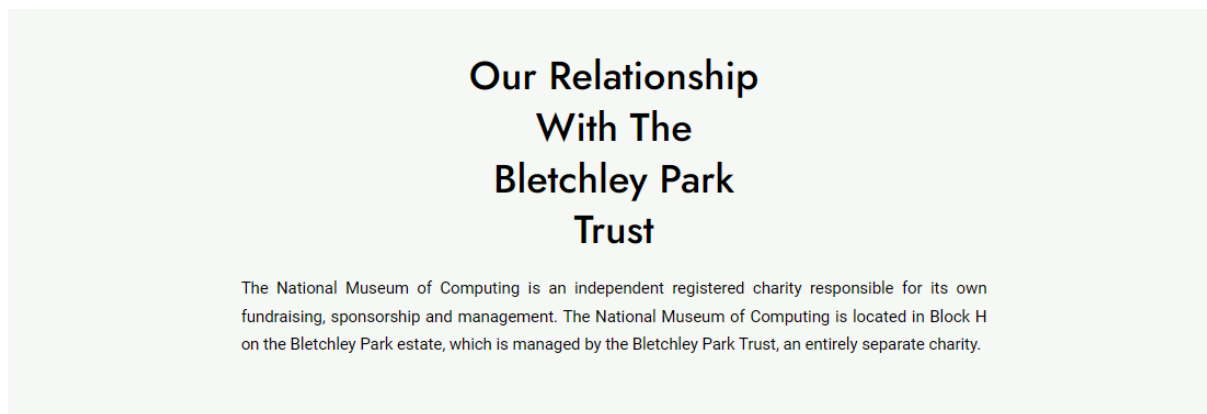 Our Relationship
With The
Bletchley Park
Trust
The National Museum of Computing is an independent registered charity responsible for its own
fundraising, sponsorship and management. The National Museum of Computing is located in Block H
on the Bletchley Park estate, which is managed by the Bletchley Park Trust, an entirely separate charity.